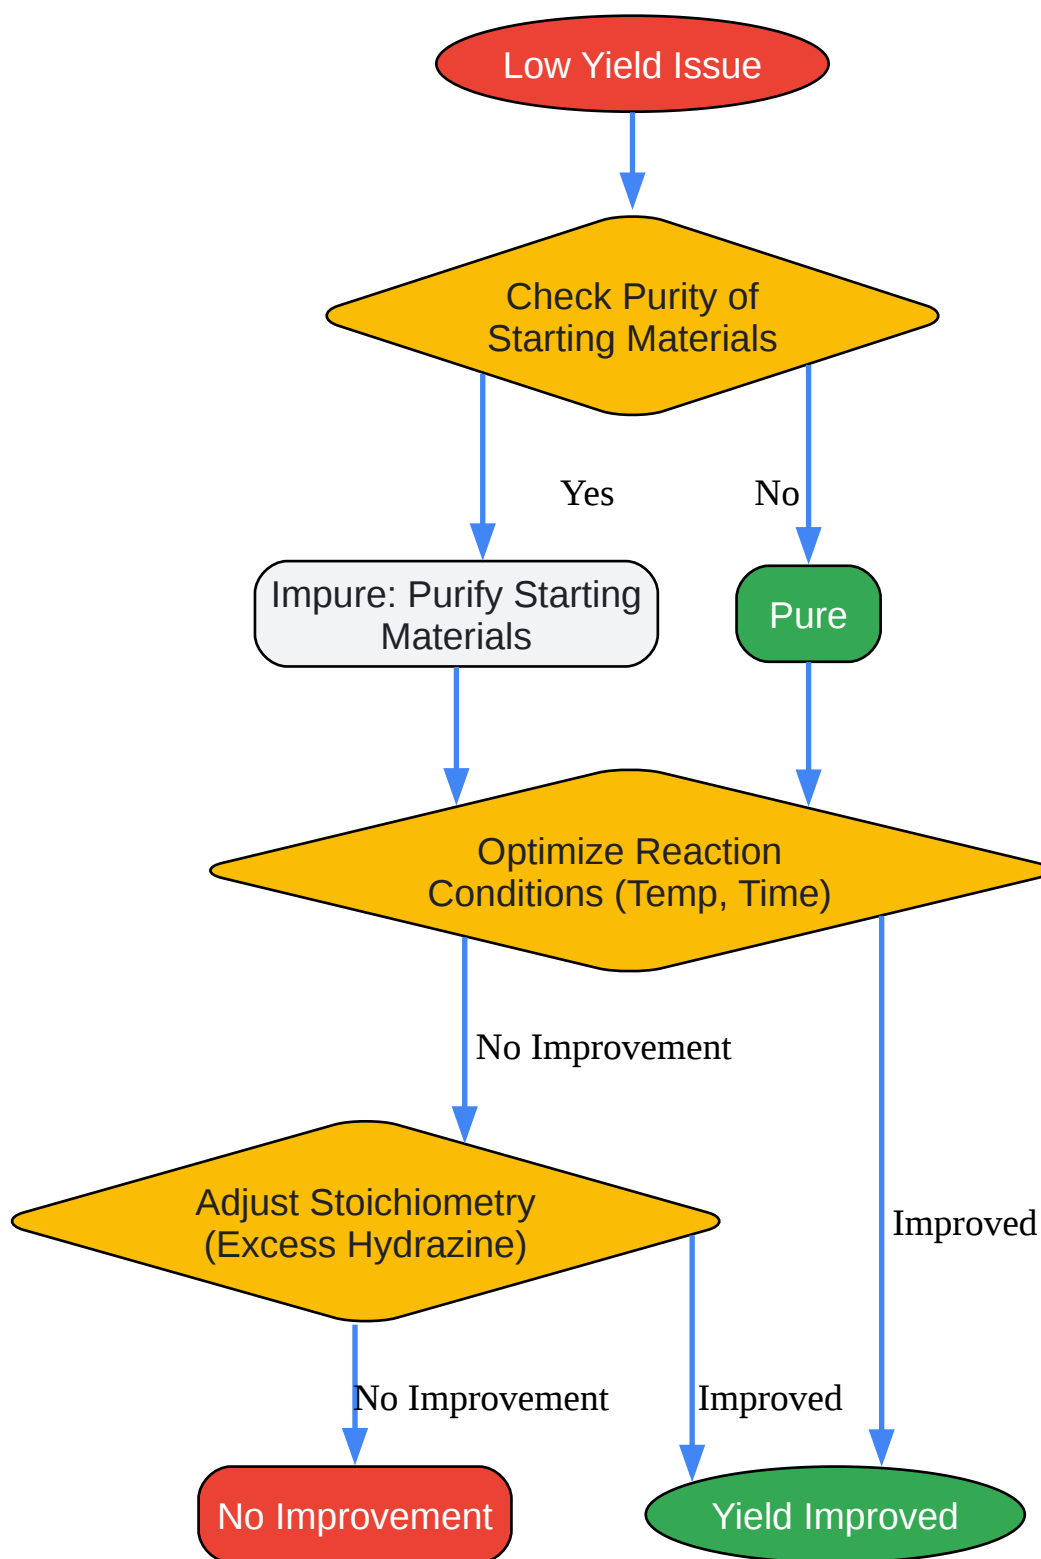 Low Yield Issue
Check Purity of
Starting Materials
Yes
No
Impure: Purify Starting
Materials
Pure
Optimize Reaction
Conditions (Temp, Time)
No Improvement
Adjust Stoichiometry
(Excess Hydrazine)
Improved
No Improvement
Improved
No Improvement
Yield Improved